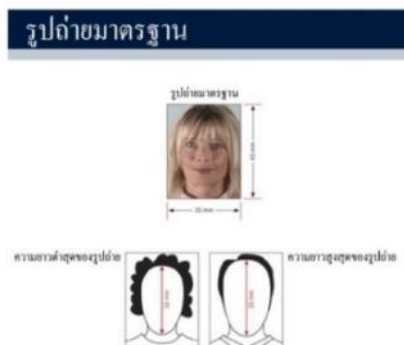 รูปถ่ายมาตรฐาน
รูปถ่ายมาตรฐาน
35 mm
ความยาวต่ำสุดของรูปถ่าย
ความยาวสูงสุดของรูปถ่าย